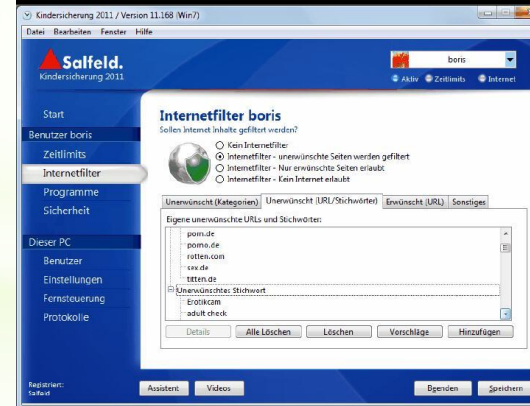 Kindersicherung 2011 / Version 11.168 (Win7)
Datei Bearbeiten Fenster Hilfe
Salfeld.
Kindersicherung 2011
boris
Aktiv Zeitlimits Internet
Start
Benutzer boris
Zeitlimits
Internetfilter
Programme
Sicherheit
Dieser PC
Benutzer
Einstellungen
Fernsteuerung
Protokolle
Registriert:
Salfeld
Internetfilter boris
Sollen Internet Inhalte gefiltert werden?
Kein Internetfilter
Internetfilter - unerwünschte Seiten werden gefiltert
Internetfilter - Nur erwünschte Seiten erlaubt
Internetfilter - Kein Internet erlaubt
Unerwünscht (Kategorien) Unerwünscht (URL/Stichwörter) Erwünscht (URL) Sonstiges
Eigene unerwünschte URLs und Stichwörter:
porn.de
porno.de
rotten.com
sex.de
titten.de
Unerwünschtes Stichwort
Erotikcam
adult check
Details Alle Löschen Löschen Vorschläge Hinzufügen
Assistent Videos Beenden Speichern